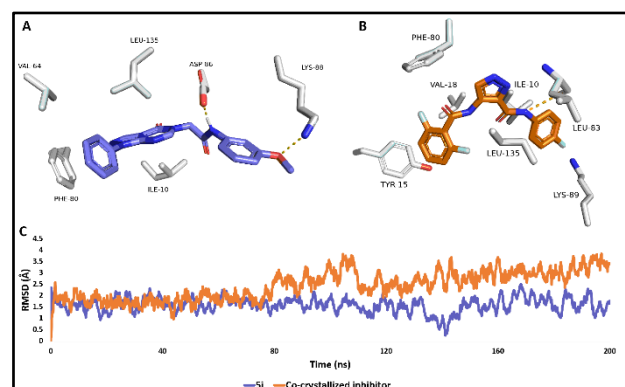 A
B
LEU-135
ASP 86
VAL 64
LYS-88
PHE-80
ILE-10
PHE-80
VAL-18
ILE-10
LEU-83
LEU-135
TYR 15
LYS-89
C
RMSD (Å)
4.5
4
3.5
3
2.5
2
1.5
1
0.5
0
0
40
80
120
160
200
Time (ns)
5i
Co-crystallized inhibitor